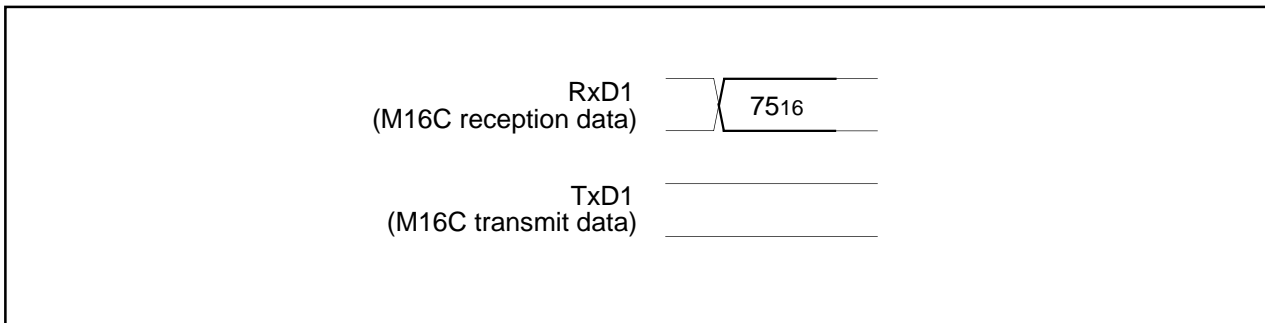 RxD1
(M16C reception data)
7516
TxD1
(M16C transmit data)